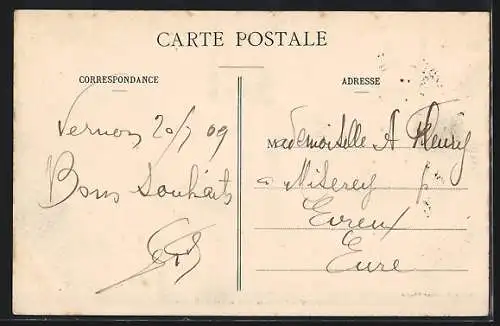 CARTE POSTALE
CORRESPONDANCE
ADRESSE
Vernon 20/7 09
Bons souhaits
Mademoiselle A Fleury
a Miserey p
Evreux
Eure